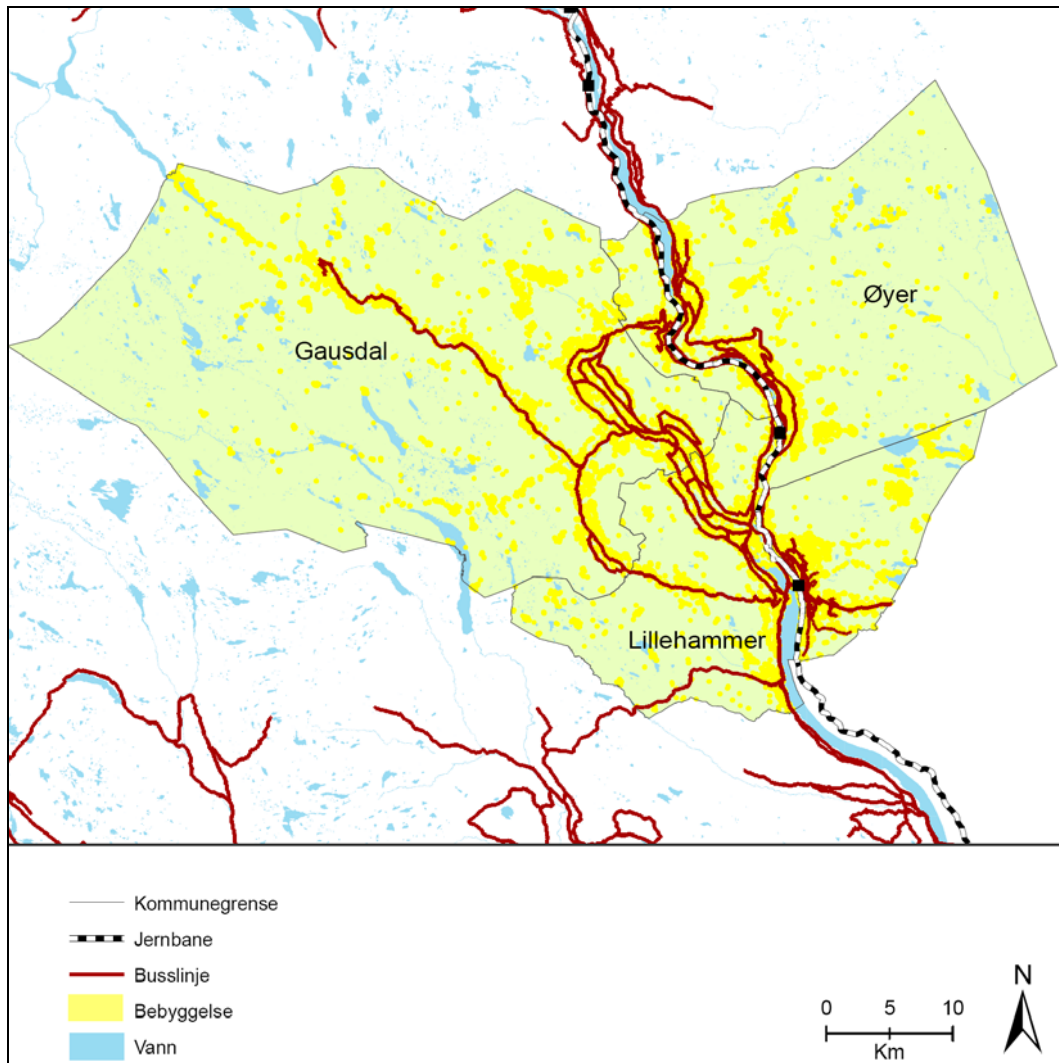 Øyer
Gausdal
Lillehammer
Kommunegrense
Jernbane
Busslinje
Bebyggelse
Vann
0 5 10
Km
N